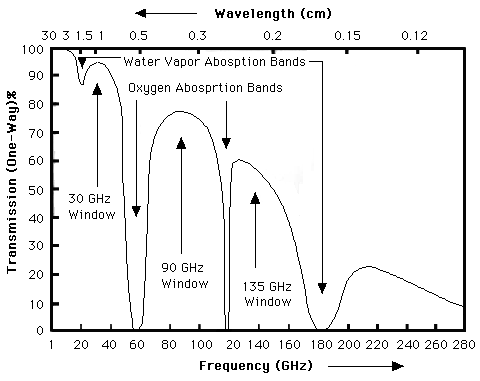 Wavelength (cm)
30 3 1.5 1 0.5 0.3 0.2 0.15 0.12
100
90
80
70
60
50
40
30
20
10
0
Transmission (One-Way)%
Water Vapor Abosption Bands
Oxygen Abosprtion Bands
30 GHz
Window
90 GHz
Window
135 GHz
Window
1 20 40 60 80 100 120 140 160 180 200 220 240 260 280
Frequency (GHz)